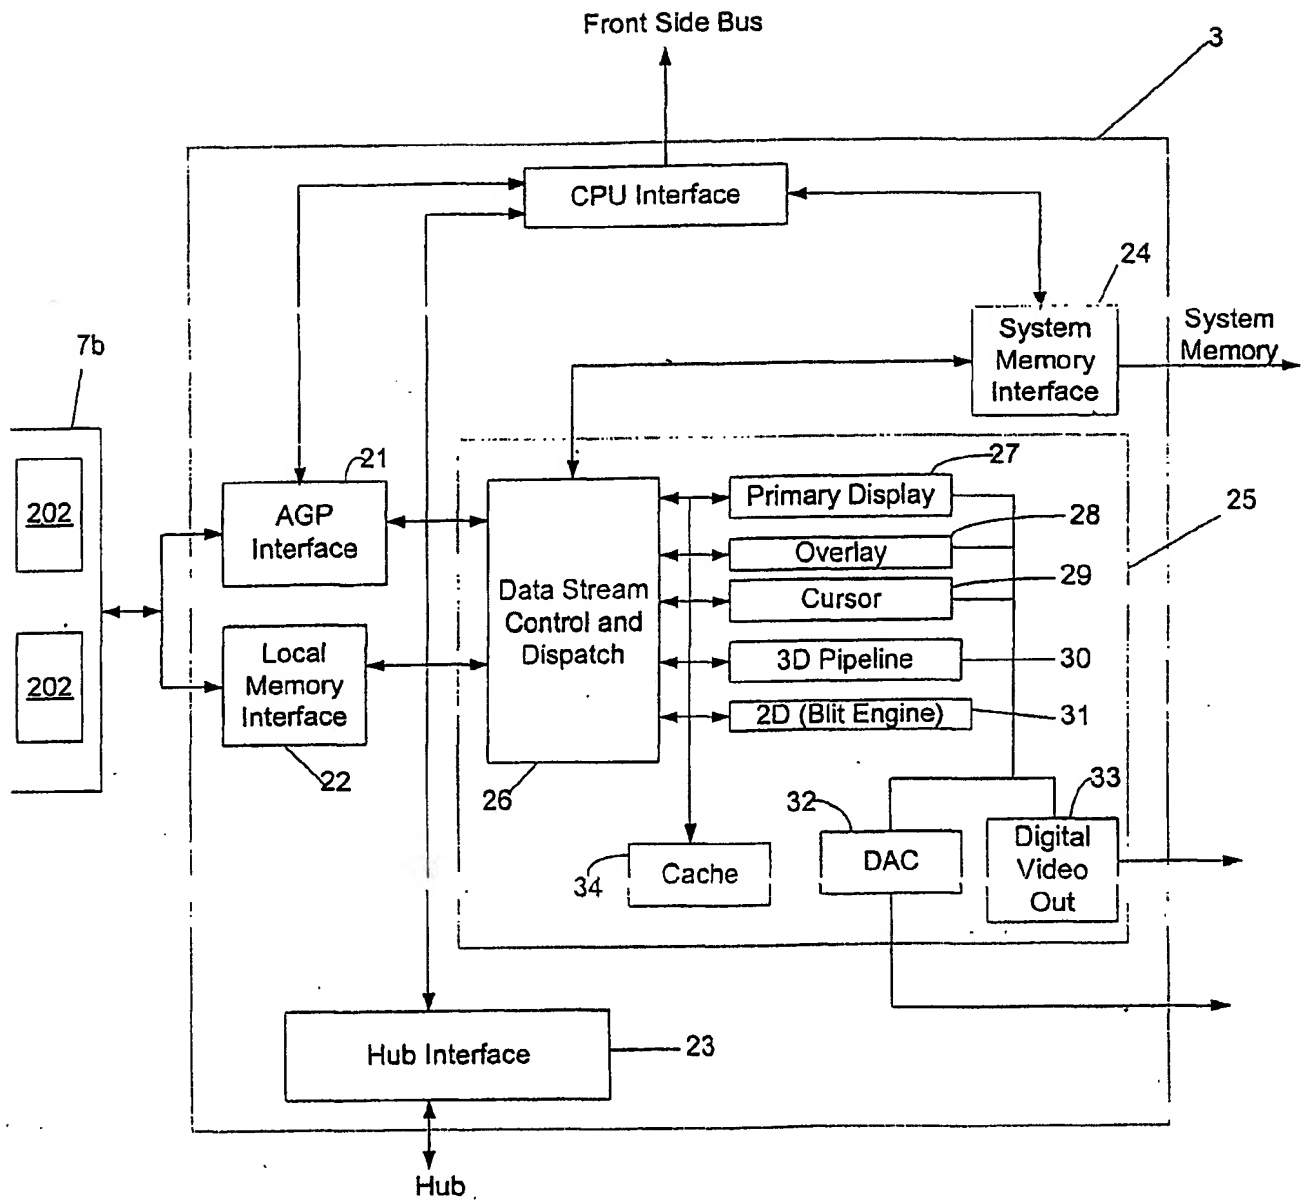 Front Side Bus
3
CPU Interface
24
System
Memory
Interface
System
Memory
7b
202
202
21
AGP
Interface
Local
Memory
Interface
22
25
Data Stream
Control and
Dispatch
26
27
Primary Display
28
Overlay
29
Cursor
3D Pipeline
30
2D (Blit Engine)
31
32
DAC
33
Digital
Video
Out
34
Cache
Hub Interface
23
Hub